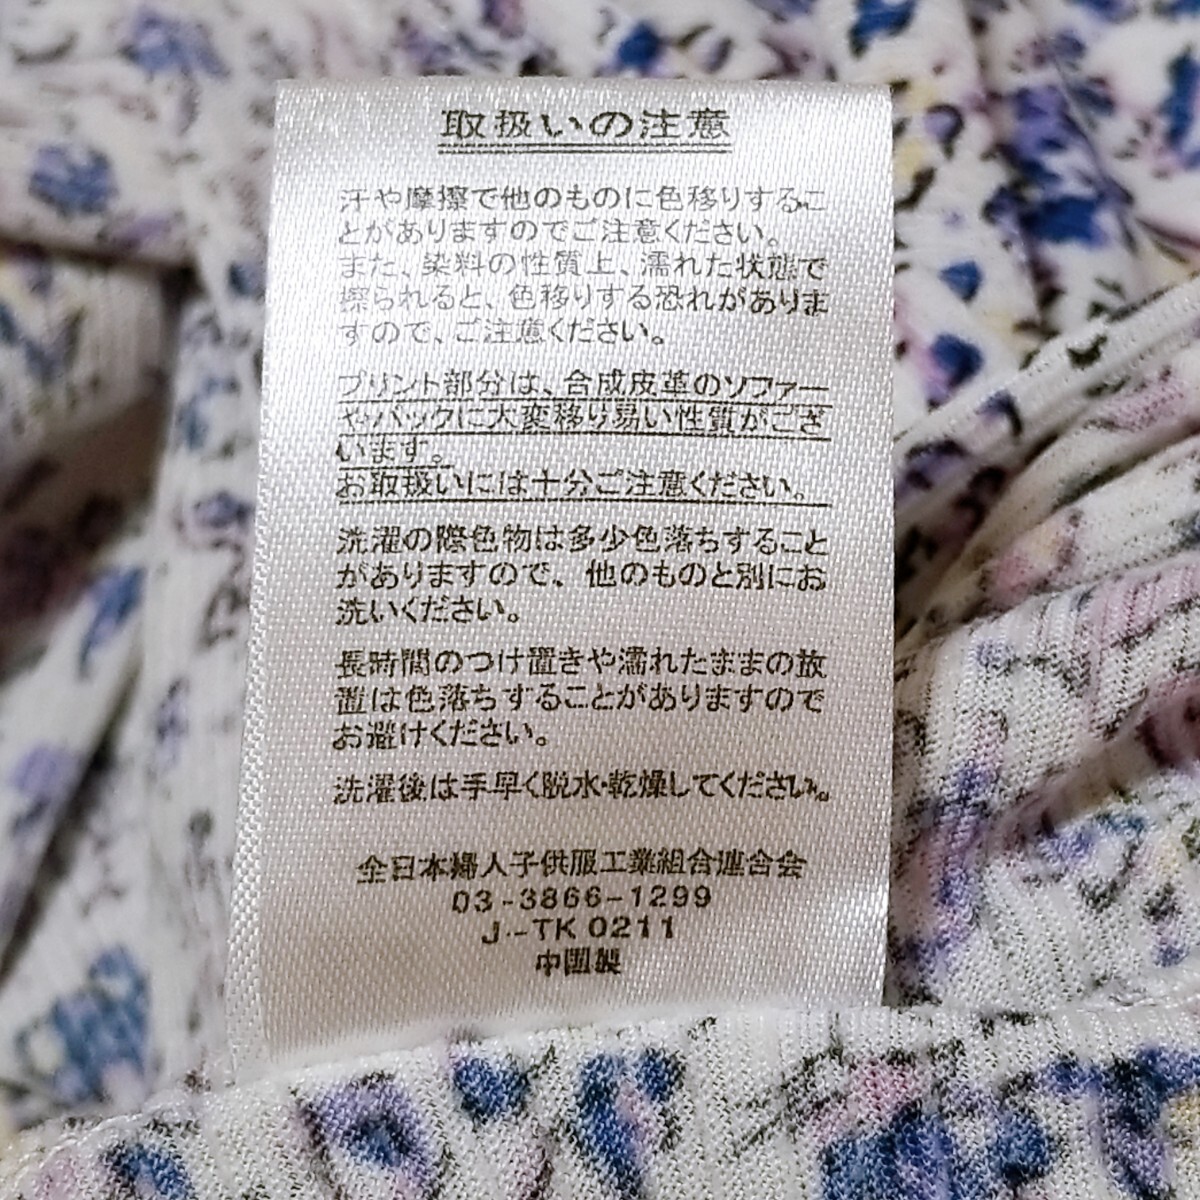 取扱いの注意
汗や摩擦で他のものに色移りするこ
とがありますのでご注意ください。
また、染料の性質上、濡れた状態で
擦られると、色移りする恐れがありま
すので、ご注意ください。
プリント部分は、合成皮革のソファー
やバックに大変移り易い性質がござ
います。
お取扱いには十分ご注意ください。
洗濯の際色物は多少色落ちすること
がありますので、他のものと別にお
洗いください。
長時間のつけ置きや濡れたままの放
置は色落ちすることがありますので
お避けください。
洗濯後は手早く脱水・乾燥してください。
全日本婦人子供服工業組合連合会
03-3866-1299
J-TK 0211
中国製